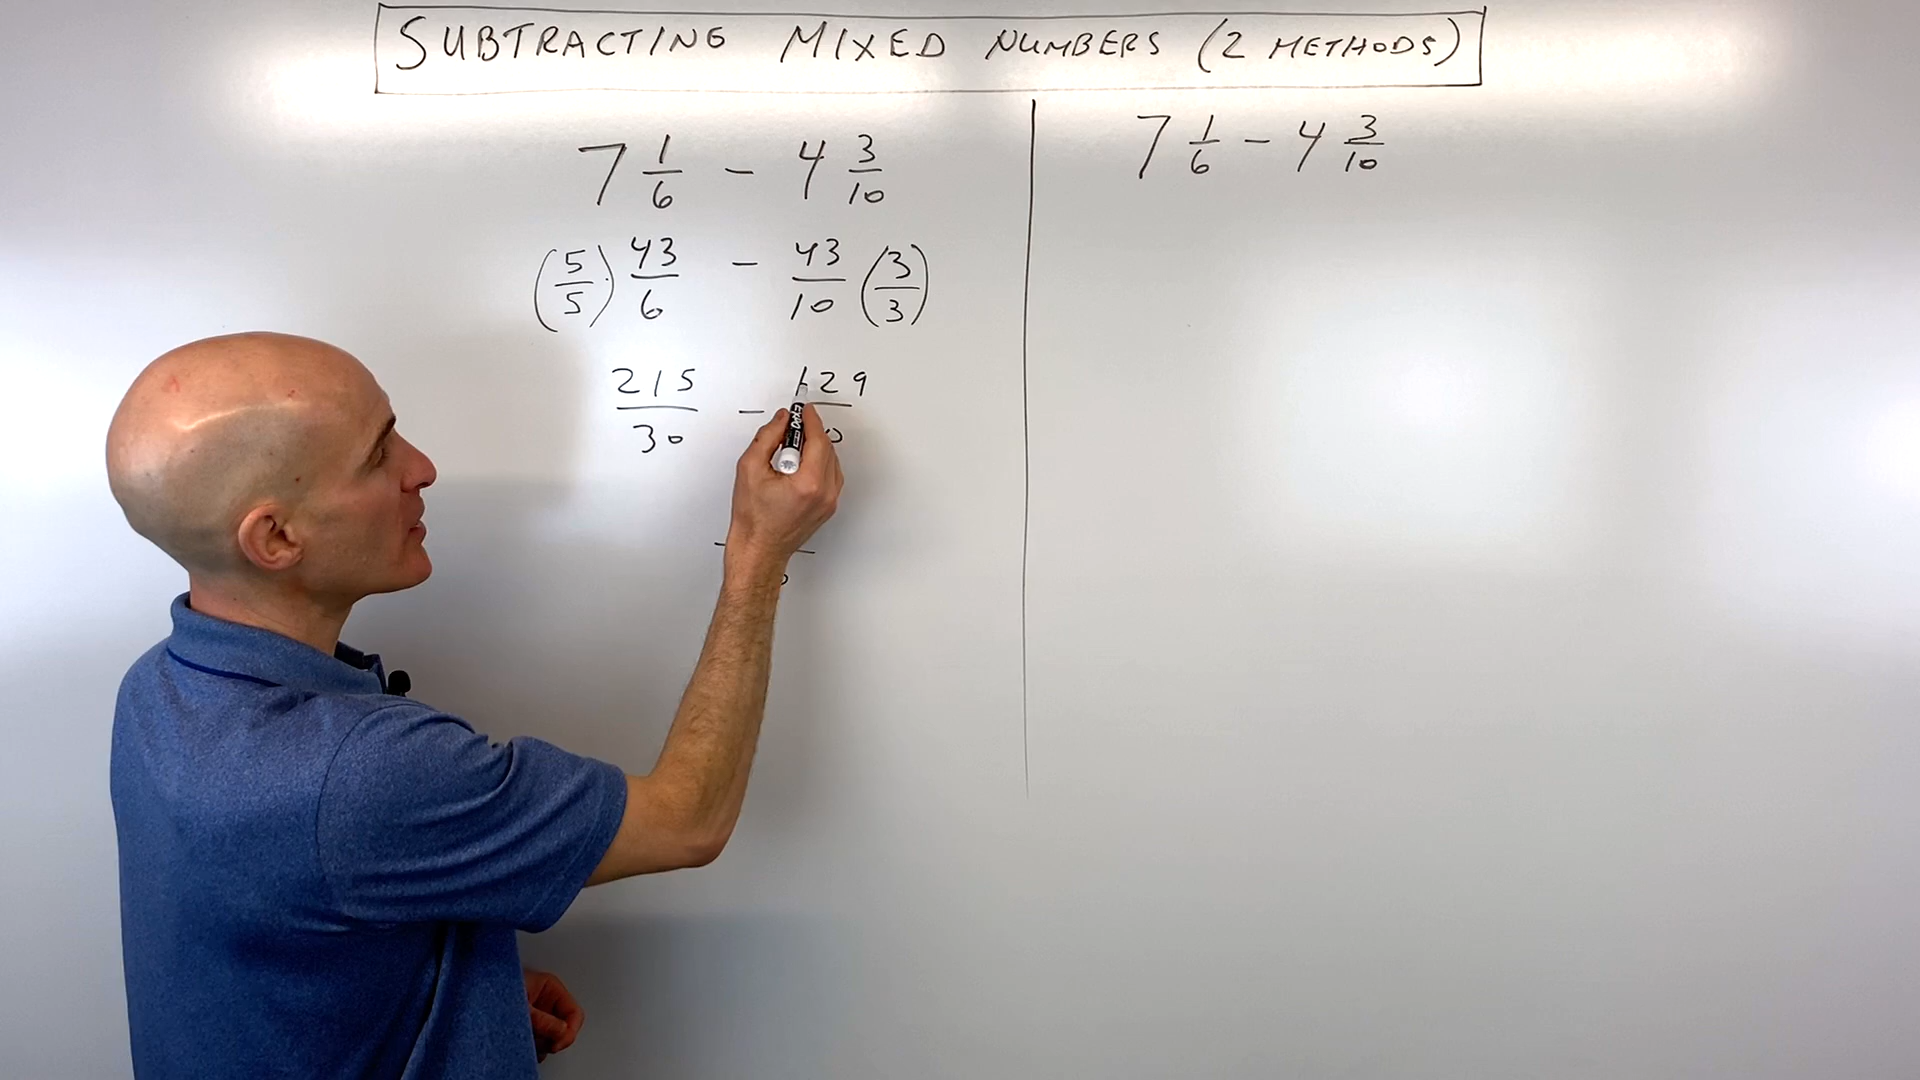 SUBTRACTING MIXED NUMBERS (2 METHODS)
7 1/6 - 4 3/10
(5/5) · 43/6 - 43/10 (3/3)
215/30 - 129/
7 1/6 - 4 3/10
EXPO